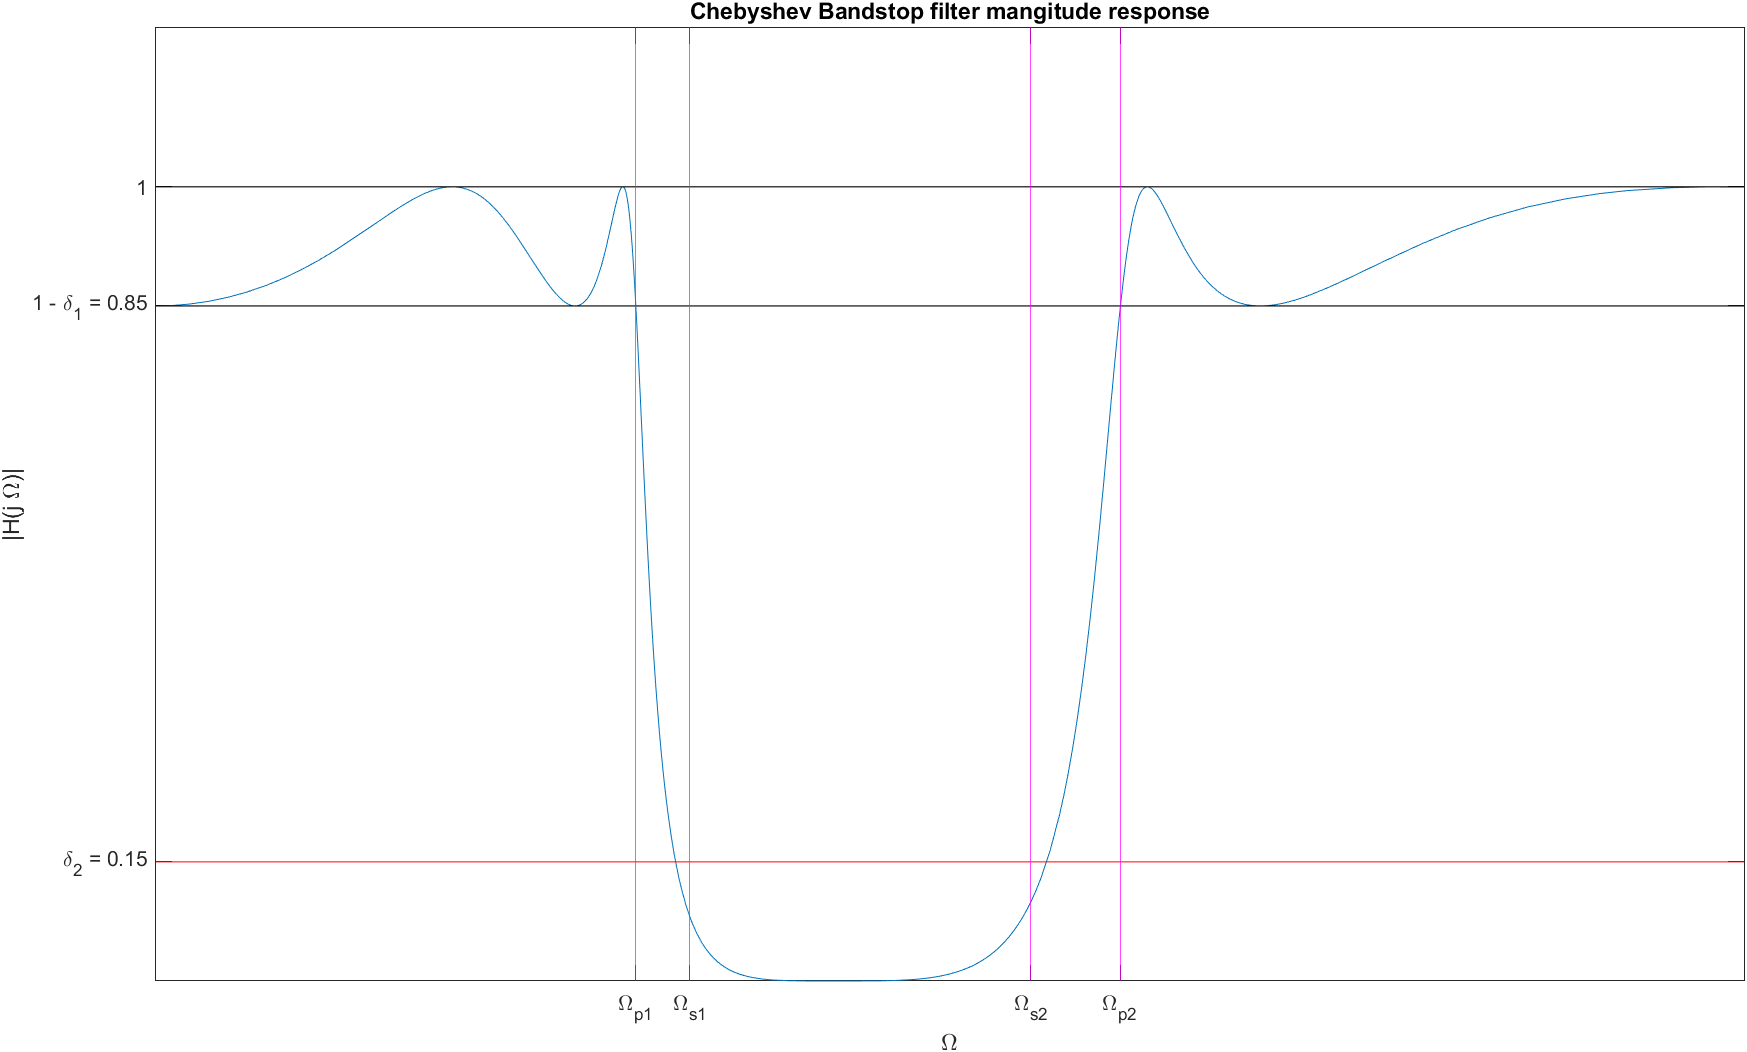 Chebyshev Bandstop filter mangitude response
1
1 - δ1 = 0.85
|H(j Ω)|
δ2 = 0.15
Ωp1 Ωs1 Ωs2 Ωp2
Ω